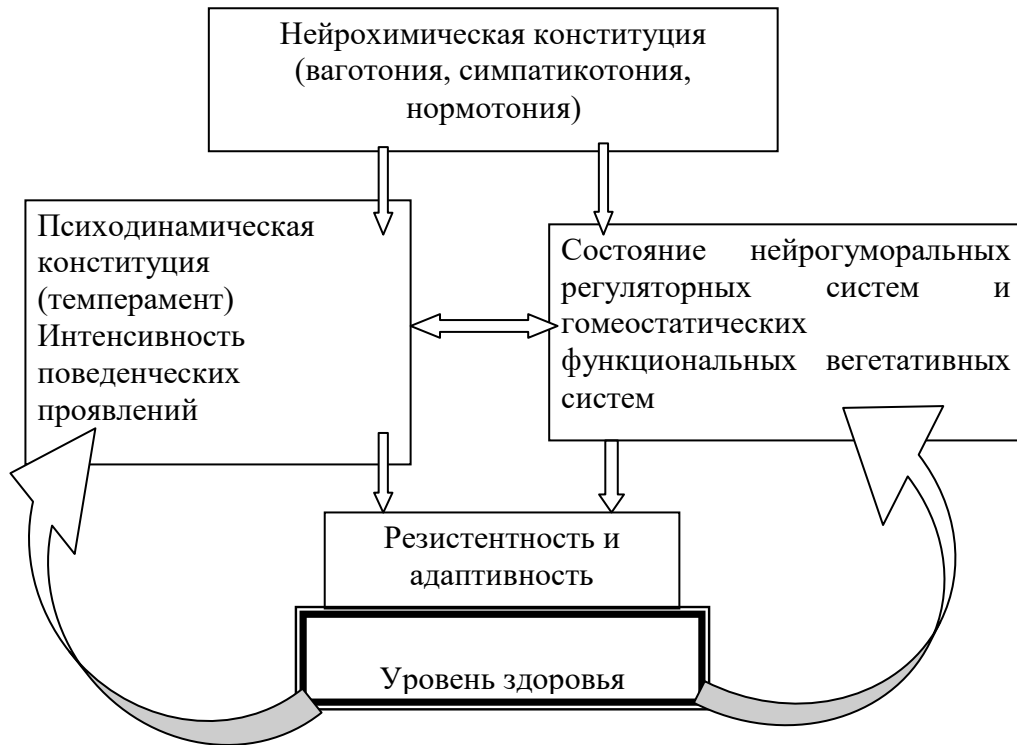 Нейрохимическая конституция
(ваготония, симпатикотония,
нормотония)
Психодинамическая
конституция
(темперамент)
Интенсивность
поведенческих
проявлений
Состояние нейрогуморальных
регуляторных систем и
гомеостатических
функциональных вегетативных
систем
Резистентность и
адаптивность
Уровень здоровья